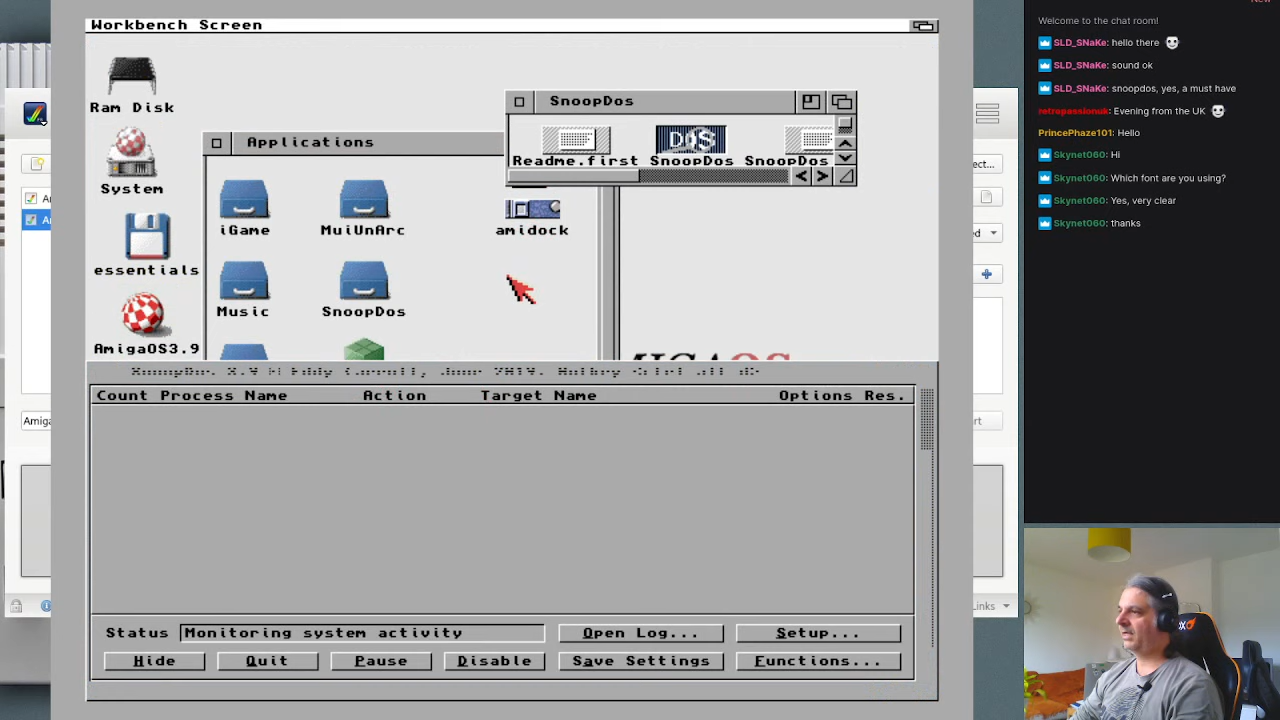 Workbench Screen
Ram Disk
System
essentials
AmigaOS3.9
Applications
iGame
MuiUnArc
Music
SnoopDos
amidock
SnoopDos
Readme.first
SnoopDos
SnoopDos
Count Process Name Action Target Name Options Res.
Status Monitoring system activity
Open Log...
Setup...
Hide
Quit
Pause
Disable
Save Settings
Functions...
Links
Welcome to the chat room!
SLD_SNaKe: hello there
SLD_SNaKe: sound ok
SLD_SNaKe: snoopdos, yes, a must have
retropassionuk: Evening from the UK
PrincePhaze101: Hello
Skynet060: Hi
Skynet060: Which font are you using?
Skynet060: Yes, very clear
Skynet060: thanks